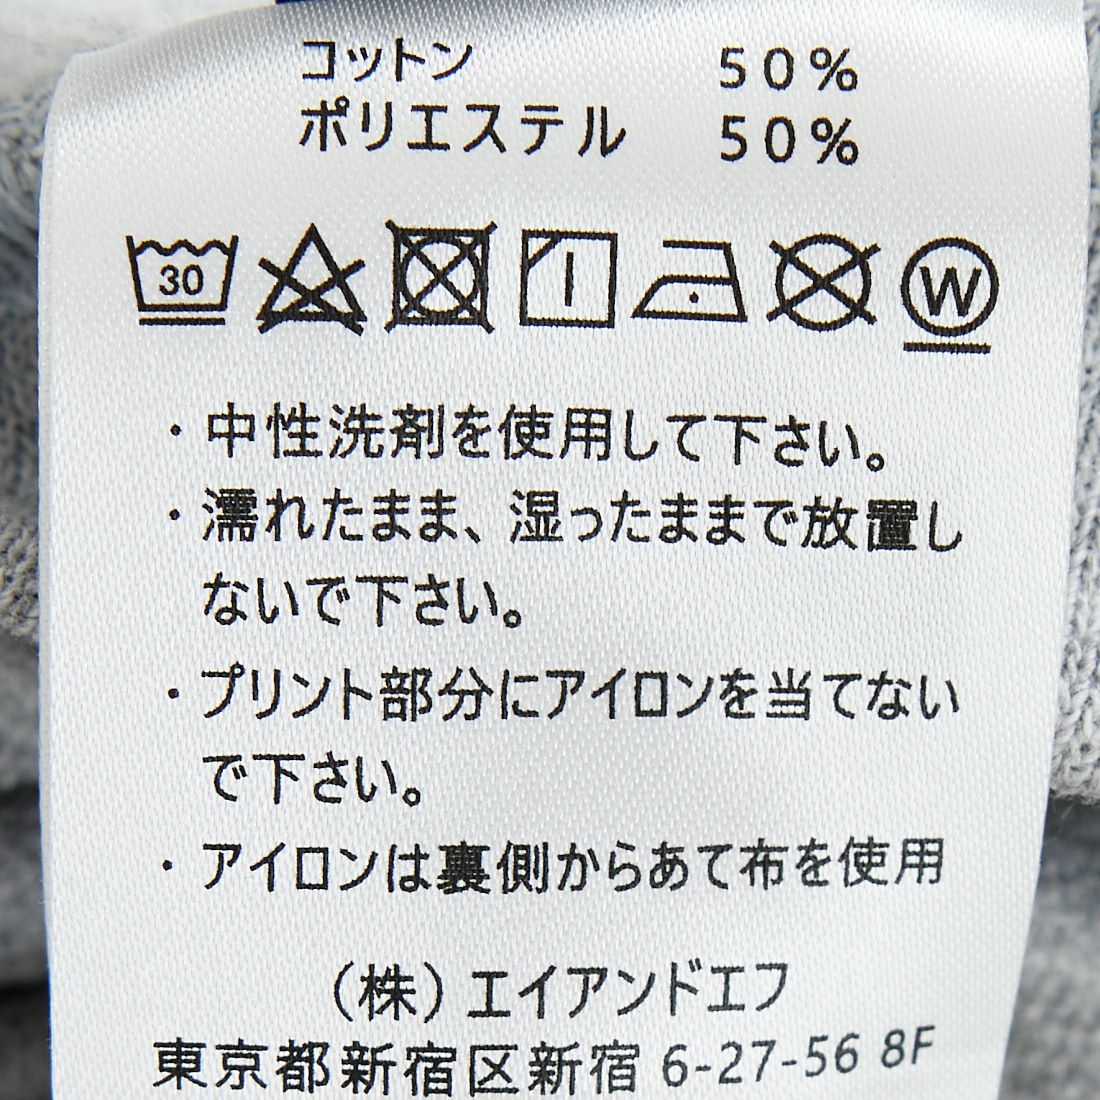 コットン 50%
ポリエステル 50%
30 W
・中性洗剤を使用して下さい。
・濡れたまま、湿ったままで放置し
ないで下さい。
・プリント部分にアイロンを当てない
で下さい。
・アイロンは裏側からあて布を使用
（株）エイアンドエフ
東京都新宿区新宿 6-27-56 8F